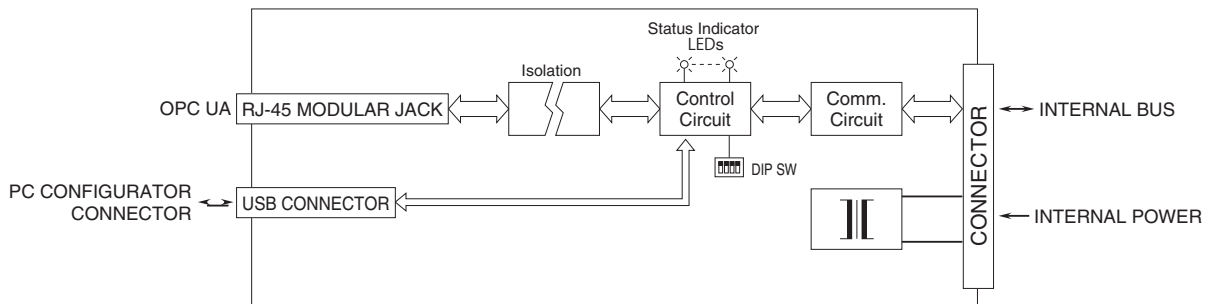 Status Indicator
LEDs
Isolation
OPC UA
RJ-45 MODULAR JACK
Control
Circuit
Comm.
Circuit
CONNECTOR
INTERNAL BUS
DIP SW
PC CONFIGURATOR
CONNECTOR
USB CONNECTOR
INTERNAL POWER